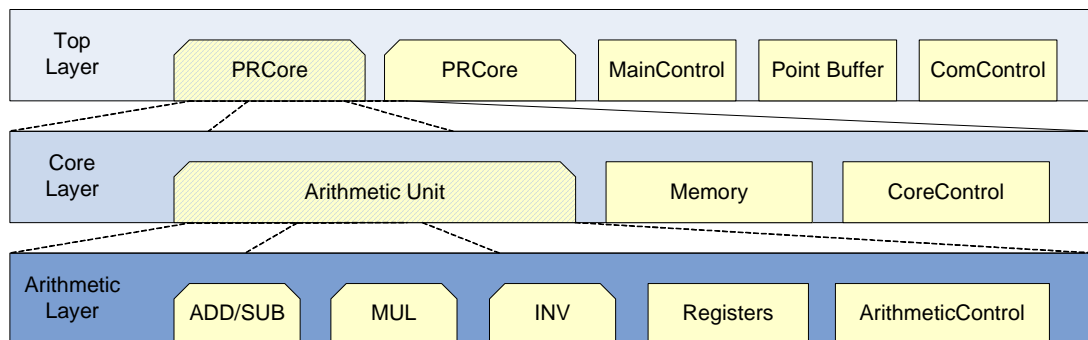 Top
Layer
PRCore
PRCore
MainControl
Point Buffer
ComControl
Core
Layer
Arithmetic Unit
Memory
CoreControl
Arithmetic
Layer
ADD/SUB
MUL
INV
Registers
ArithmeticControl